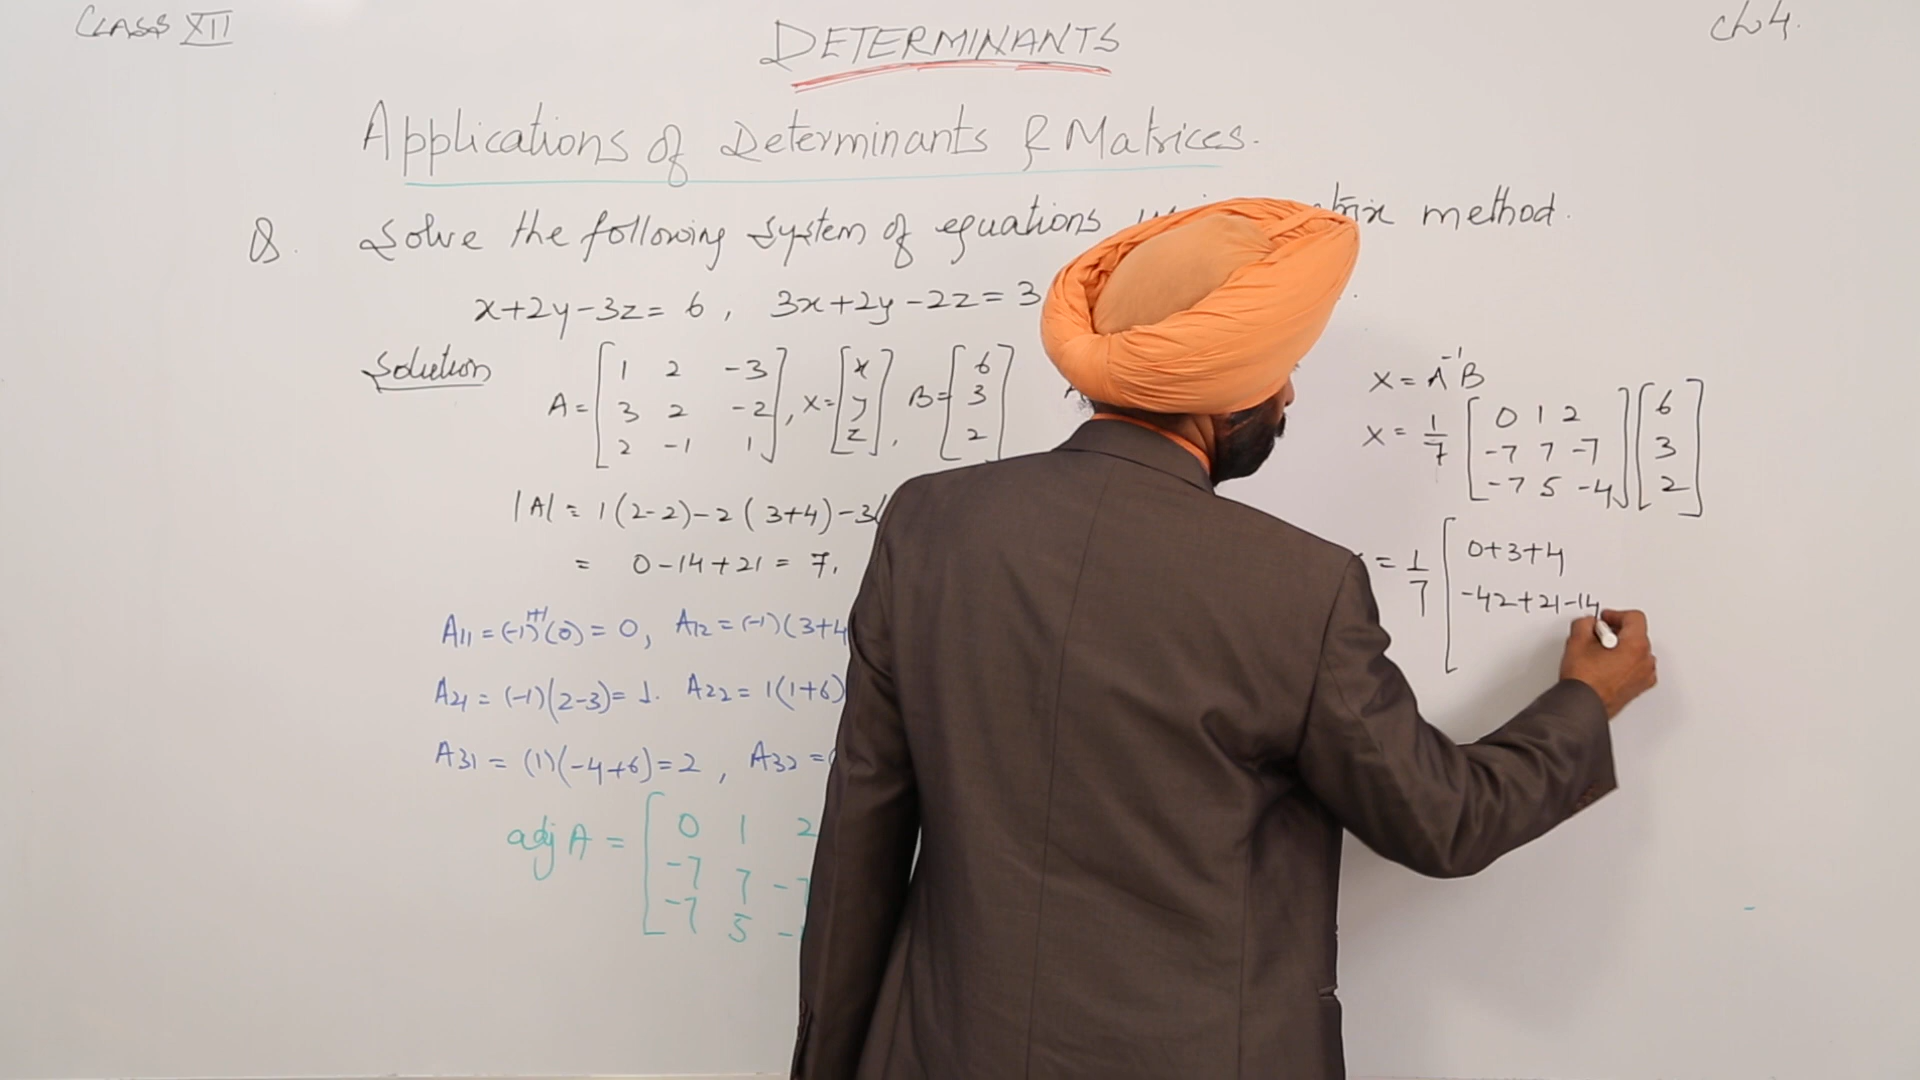 CLASS XII
DETERMINANTS
Ch 4.
Applications of Determinants & Matrices.
Q. Solve the following system of equations method.
x+2y-3z= 6, 3x+2y-2z=3
Solution
A= [1 2 -3], X= [x], B= [6]
[3 2 -2] [y] [3]
[2 -1 1] [z] [2]
|A| = 1(2-2)-2(3+4)-3(
= 0-14+21 = 7.
A11 = (-1)^1+1 (0) = 0, A12 = (-1)(3+4
A21 = (-1)(2-3)= 1. A22 = 1(1+6)
A31 = (1)(-4+6)=2, A32 =
adj A = [0 1 2
-7 7 -7
-7 5 -
X = A^-1 B
X = 1/7 [0 1 2] [6]
[-7 7 -7] [3]
[-7 5 -4] [2]
= 1/7 [0+3+4
-42+21-14